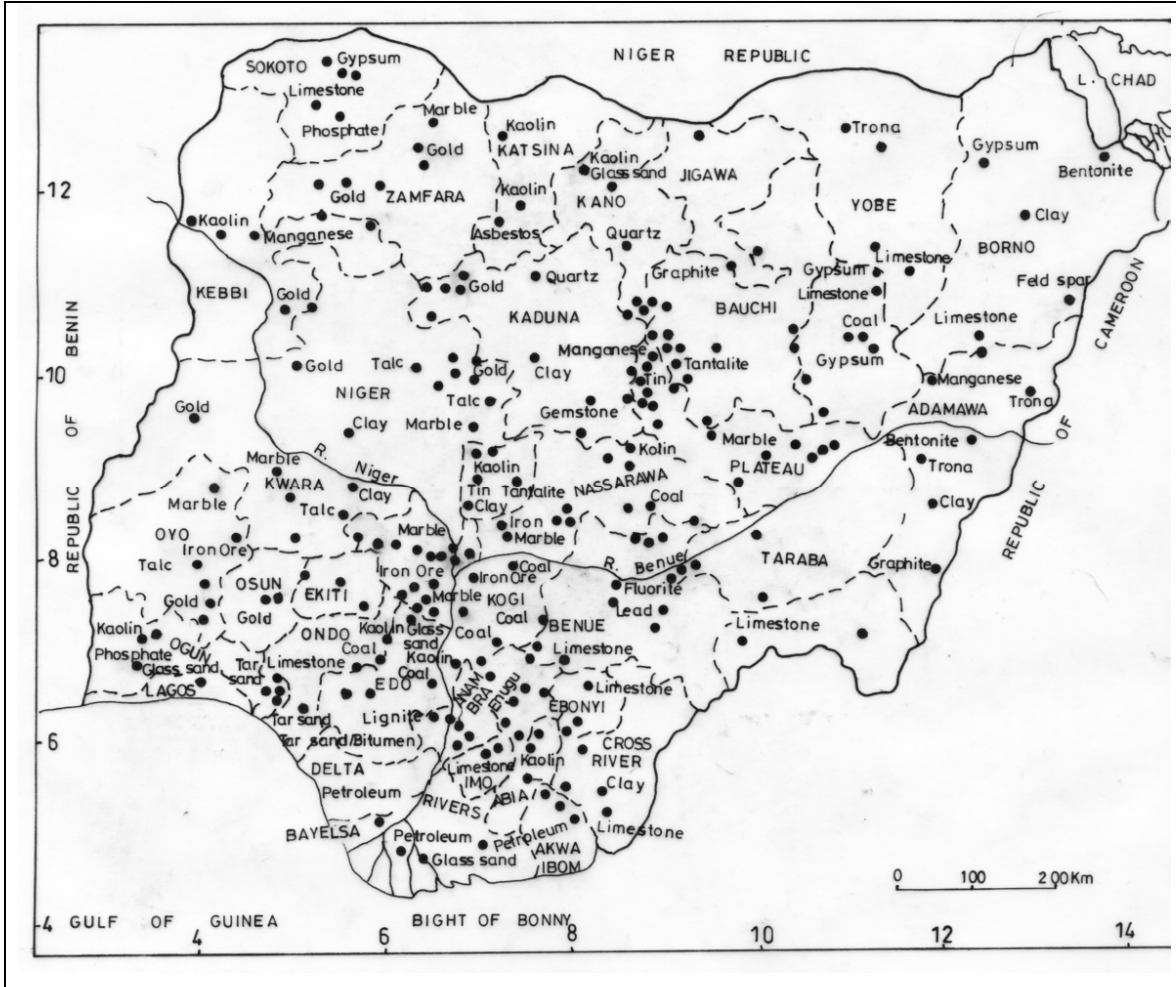 NIGER REPUBLIC
SOKOTO
Gypsum
L. CHAD
Limestone
Phosphate
Marble
Kaolin
KATSINA
Trona
Gypsum
Bentonite
Gold
Kaolin
Glass sand
JIGAWA
12
Gold
ZAMFARA
Kaolin
KANO
YOBE
Clay
Kaolin
Manganese
Asbestos
Quartz
BORNO
Limestone
KEBBI
Gold
Gold
Quartz
Graphite
Gypsum
BAUCHI
Limestone
Feld spar
KADUNA
Coal
Limestone
CAMEROON
REPUBLIC OF BENIN
Manganese
Tantalite
Gypsum
10
Gold
Talc
Gold
Clay
Tin
Manganese
NIGER
Talc
Gemstone
ADAMAWA
Trona
Gold
Clay
Marble
Marble
Bentonite
REPUBLIC OF
R. Niger
Kaolin
Kolin
PLATEAU
Trona
Marble
KWARA
Clay
Tin
Tantalite
NASSARAWA
Marble
Talc
Clay
Coal
Clay
OYO
Iron Ore
Marble
Iron
Marble
8
Talc
R. Benue
TARABA
Graphite
Coal
OSUN
EKITI
Iron Ore
Iron Ore
Fluorite
Gold
Gold
Marble
KOGI
Lead
Kaolin
OGUN
ONDO
Kaolin
Glass sand
Coal
Coal
BENUE
Limestone
Phosphate
Glass sand
Tar sand
Limestone
Coal
Kaolin
Limestone
LAGOS
EDO
Coal
ANAMBRA
Enugu
Limestone
EBONYI
Tar sand
Lignite
6
Tar sand/Bitumen)
CROSS RIVER
Kaolin
DELTA
Limestone
IMO
Petroleum
RIVERS
ABIA
Clay
BAYELSA
Petroleum
Petroleum
Limestone
Glass sand
AKWA IBOM
0 100 200 Km
4
GULF OF GUINEA
BIGHT OF BONNY
4 6 8 10 12 14